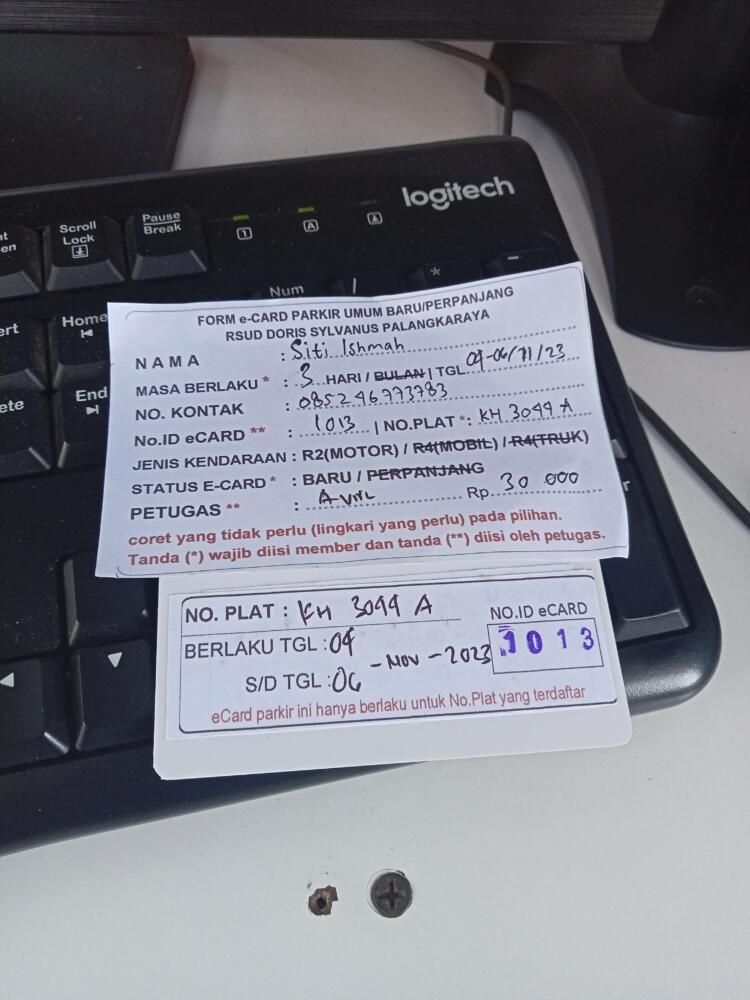 logitech
Scroll Lock
Pause Break
Num
Home
End
FORM e-CARD PARKIR UMUM BARU/PERPANJANG
RSUD DORIS SYLVANUS PALANGKARAYA
NAMA : Siti Ishmah
MASA BERLAKU * : 3 HARI / BULAN | TGL. 04-06/11/23
NO. KONTAK : 085246773783
No.ID eCARD ** : 1013 | NO.PLAT *: KH 3044 A
JENIS KENDARAAN : R2(MOTOR) / R4(MOBIL) / R4(TRUK)
STATUS E-CARD * : BARU / PERPANJANG
PETUGAS ** : Rp. 30 000
coret yang tidak perlu (lingkari yang perlu) pada pilihan.
Tanda (*) wajib diisi member dan tanda (**) diisi oleh petugas.
NO. PLAT : KH 3044 A
NO.ID eCARD
1013
BERLAKU TGL : 04
S/D TGL : 06 - NOV - 2023
eCard parkir ini hanya berlaku untuk No.Plat yang terdaftar